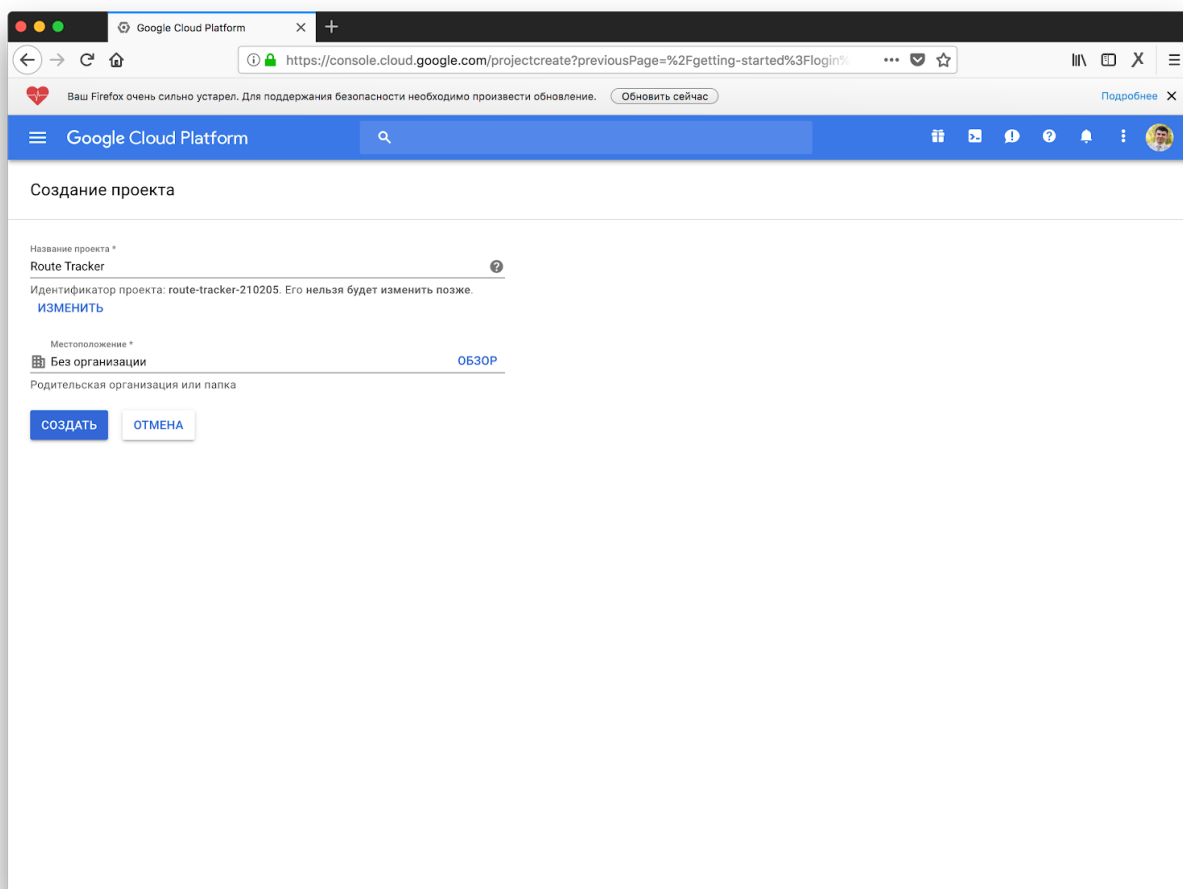 Google Cloud Platform
https://console.cloud.google.com/projectcreate?previousPage=%2Fgetting-started%3Flogin%
Ваш Firefox очень сильно устарел. Для поддержания безопасности необходимо произвести обновление. Обновить сейчас Подробнее
Google Cloud Platform
Создание проекта
Название проекта *
Route Tracker
Идентификатор проекта: route-tracker-210205. Его нельзя будет изменить позже.
ИЗМЕНИТЬ
Местоположение *
Без организации ОБЗОР
Родительская организация или папка
СОЗДАТЬ ОТМЕНА